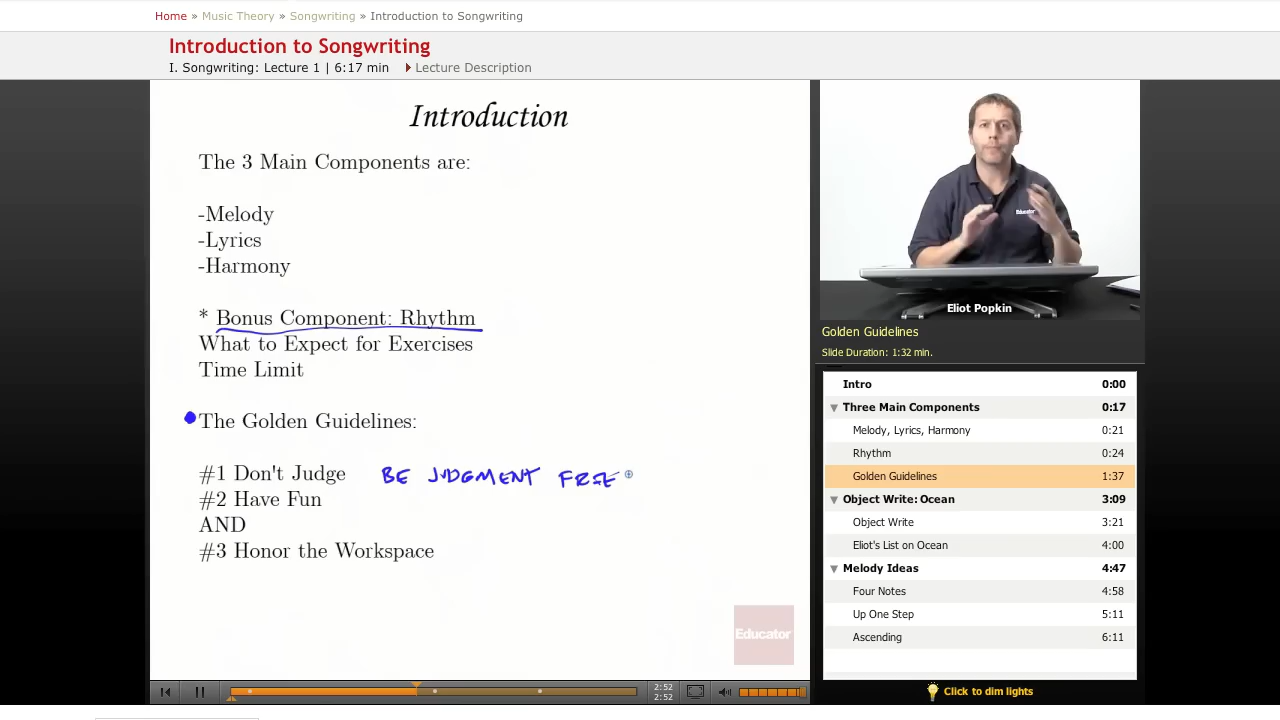 Home » Music Theory » Songwriting » Introduction to Songwriting
Introduction to Songwriting
I. Songwriting: Lecture 1 | 6:17 min Lecture Description
Introduction
The 3 Main Components are:
-Melody
-Lyrics
-Harmony
* Bonus Component: Rhythm
What to Expect for Exercises
Time Limit
The Golden Guidelines:
#1 Don't Judge BE JUDGMENT FREE
#2 Have Fun
AND
#3 Honor the Workspace
Educator
2:52
2:52
Educator
Eliot Popkin
Golden Guidelines
Slide Duration: 1:32 min.
Intro 0:00
Three Main Components 0:17
Melody, Lyrics, Harmony 0:21
Rhythm 0:24
Golden Guidelines 1:37
Object Write: Ocean 3:09
Object Write 3:21
Eliot's List on Ocean 4:00
Melody Ideas 4:47
Four Notes 4:58
Up One Step 5:11
Ascending 6:11
Click to dim lights